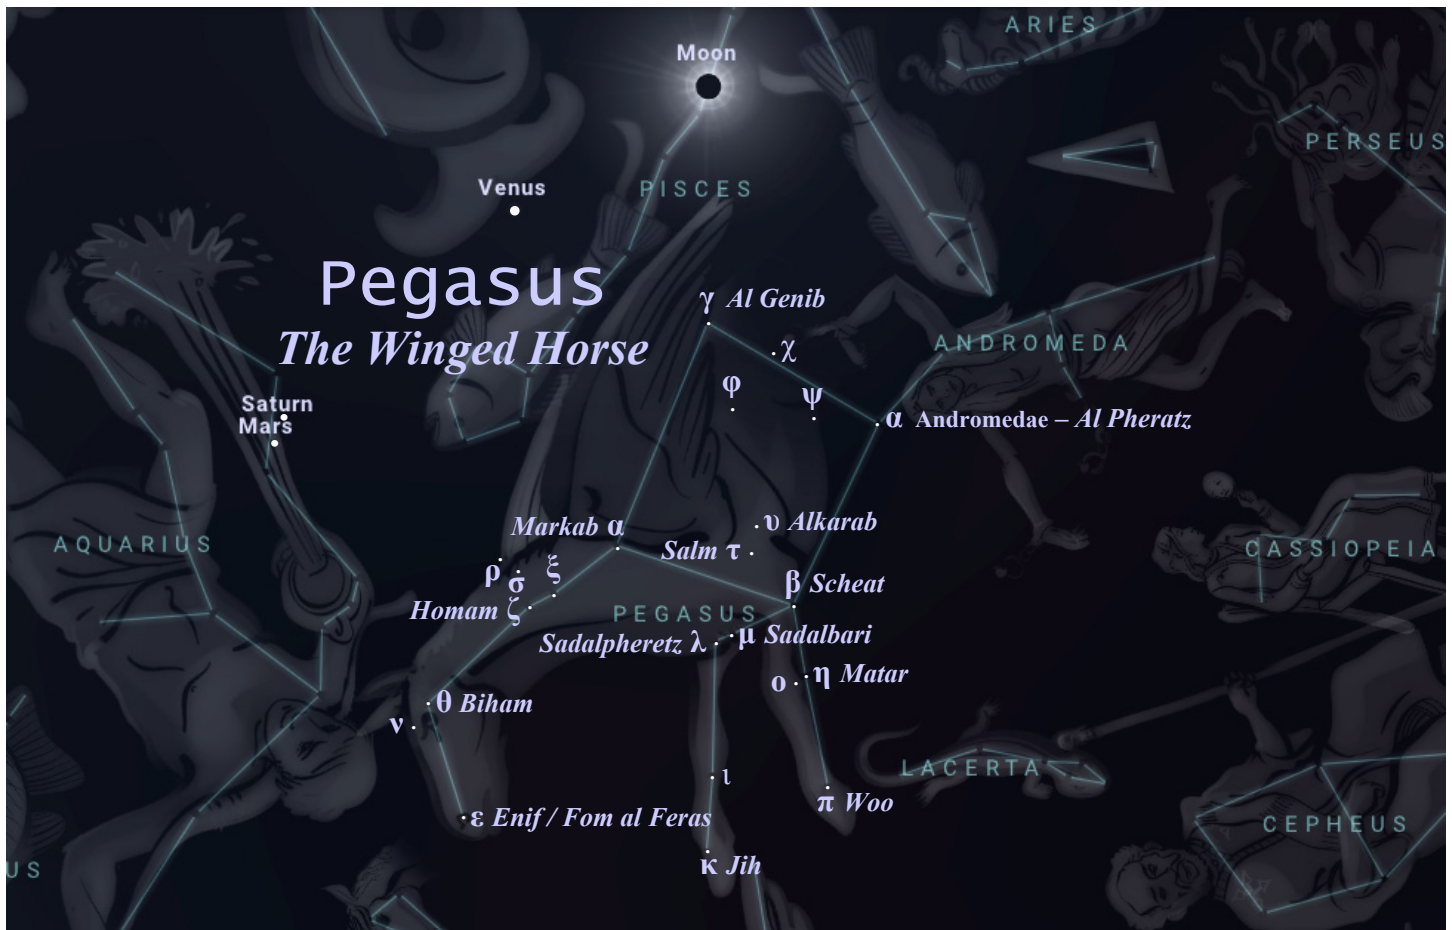 ARIES
Moon
PERSEUS
Venus
PISCES
Pegasus
The Winged Horse
γ Al Genib
χ
ANDROMEDA
φ
ψ
Saturn
Mars
α Andromedae – Al Pheratz
Markab α
υ Alkarab
AQUARIUS
Salm τ
CASSIOPEIA
ρ
σ
ξ
β Scheat
Homam ζ
PEGASUS
Sadalpheretz λ
μ Sadalbari
ο
η Matar
θ Biham
ν
LACERTA
ι
π Woo
ε Enif / Fom al Feras
CEPHEUS
κ Jih
US